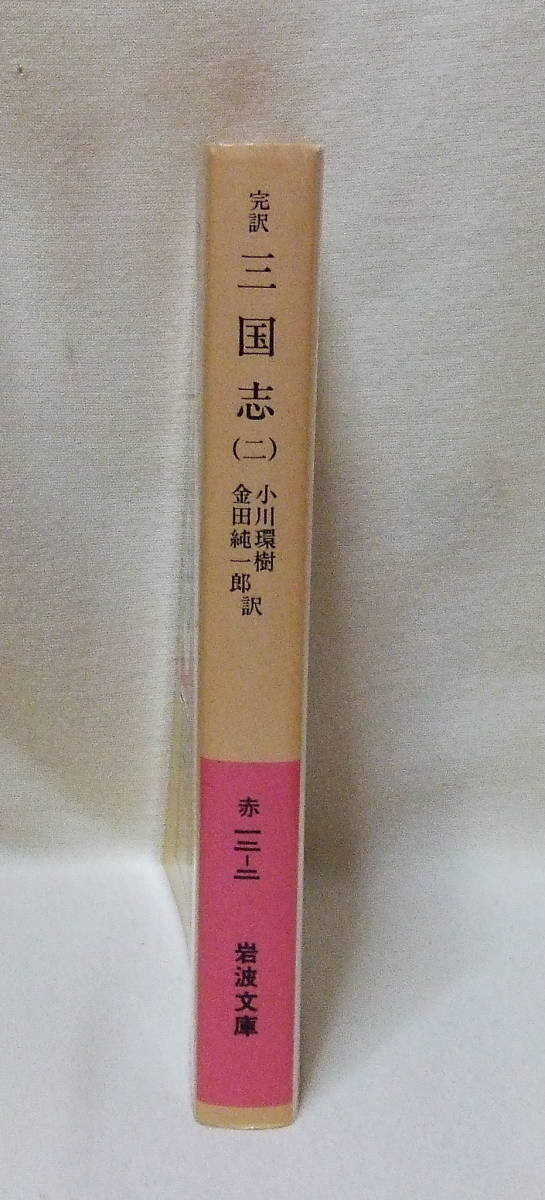 完訳 三国志 (二)
小川環樹
金田純一郎 訳
赤 一三-二
岩波文庫